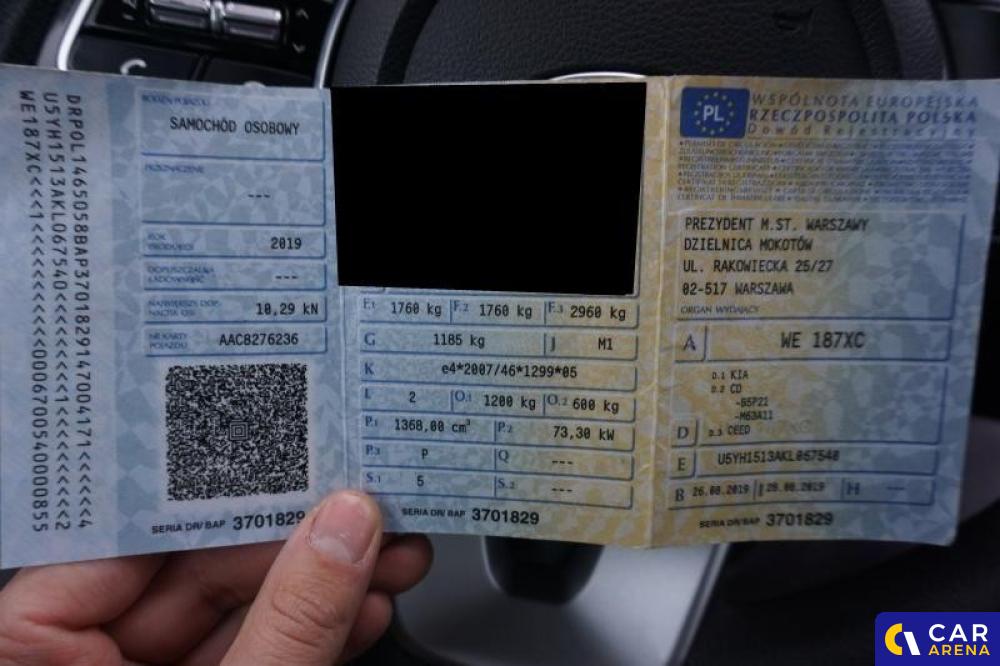 DRPOL1465058BAP3701829147004171<<<<4
U5YH1513AKL067540<<<<<<<<1<<<<<<<<2
WE187XC<<<1<<<<<<<<<<00067005400000855
RODZAJ POJAZDU
SAMOCHÓD OSOBOWY
PRZEZNACZENIE
---
ROK PRODUKCJI 2019
DOPUSZCZALNA ŁADOWNOŚĆ ---
NAJWIĘKSZY DOP. NACISK OSI 10,29 kN
NR KARTY POJAZDU AAC8276236
SERIA DR/ BAP 3701829
F.1 1760 kg F.2 1760 kg F.3 2960 kg
G 1185 kg J M1
K e4*2007/46*1299*05
L 2 O.1 1200 kg O.2 600 kg
P.1 1368,00 cm³ P.2 73,30 kW
P.3 P Q ---
S.1 5 S.2 ---
SERIA DR/ BAP 3701829
PL
WSPÓLNOTA EUROPEJSKA
RZECZPOSPOLITA POLSKA
Dowód Rejestracyjny
PREZYDENT M.ST. WARSZAWY
DZIELNICA MOKOTÓW
UL. RAKOWIECKA 25/27
02-517 WARSZAWA
ORGAN WYDAJĄCY
A WE 187XC
D.1 KIA
D.2 CD
-B5P21
-M63A11
D D.3 CEED
E U5YH1513AKL067540
B 26.08.2019 I 28.08.2019 H ---
SERIA DR/ BAP 3701829
CAR
ARENA